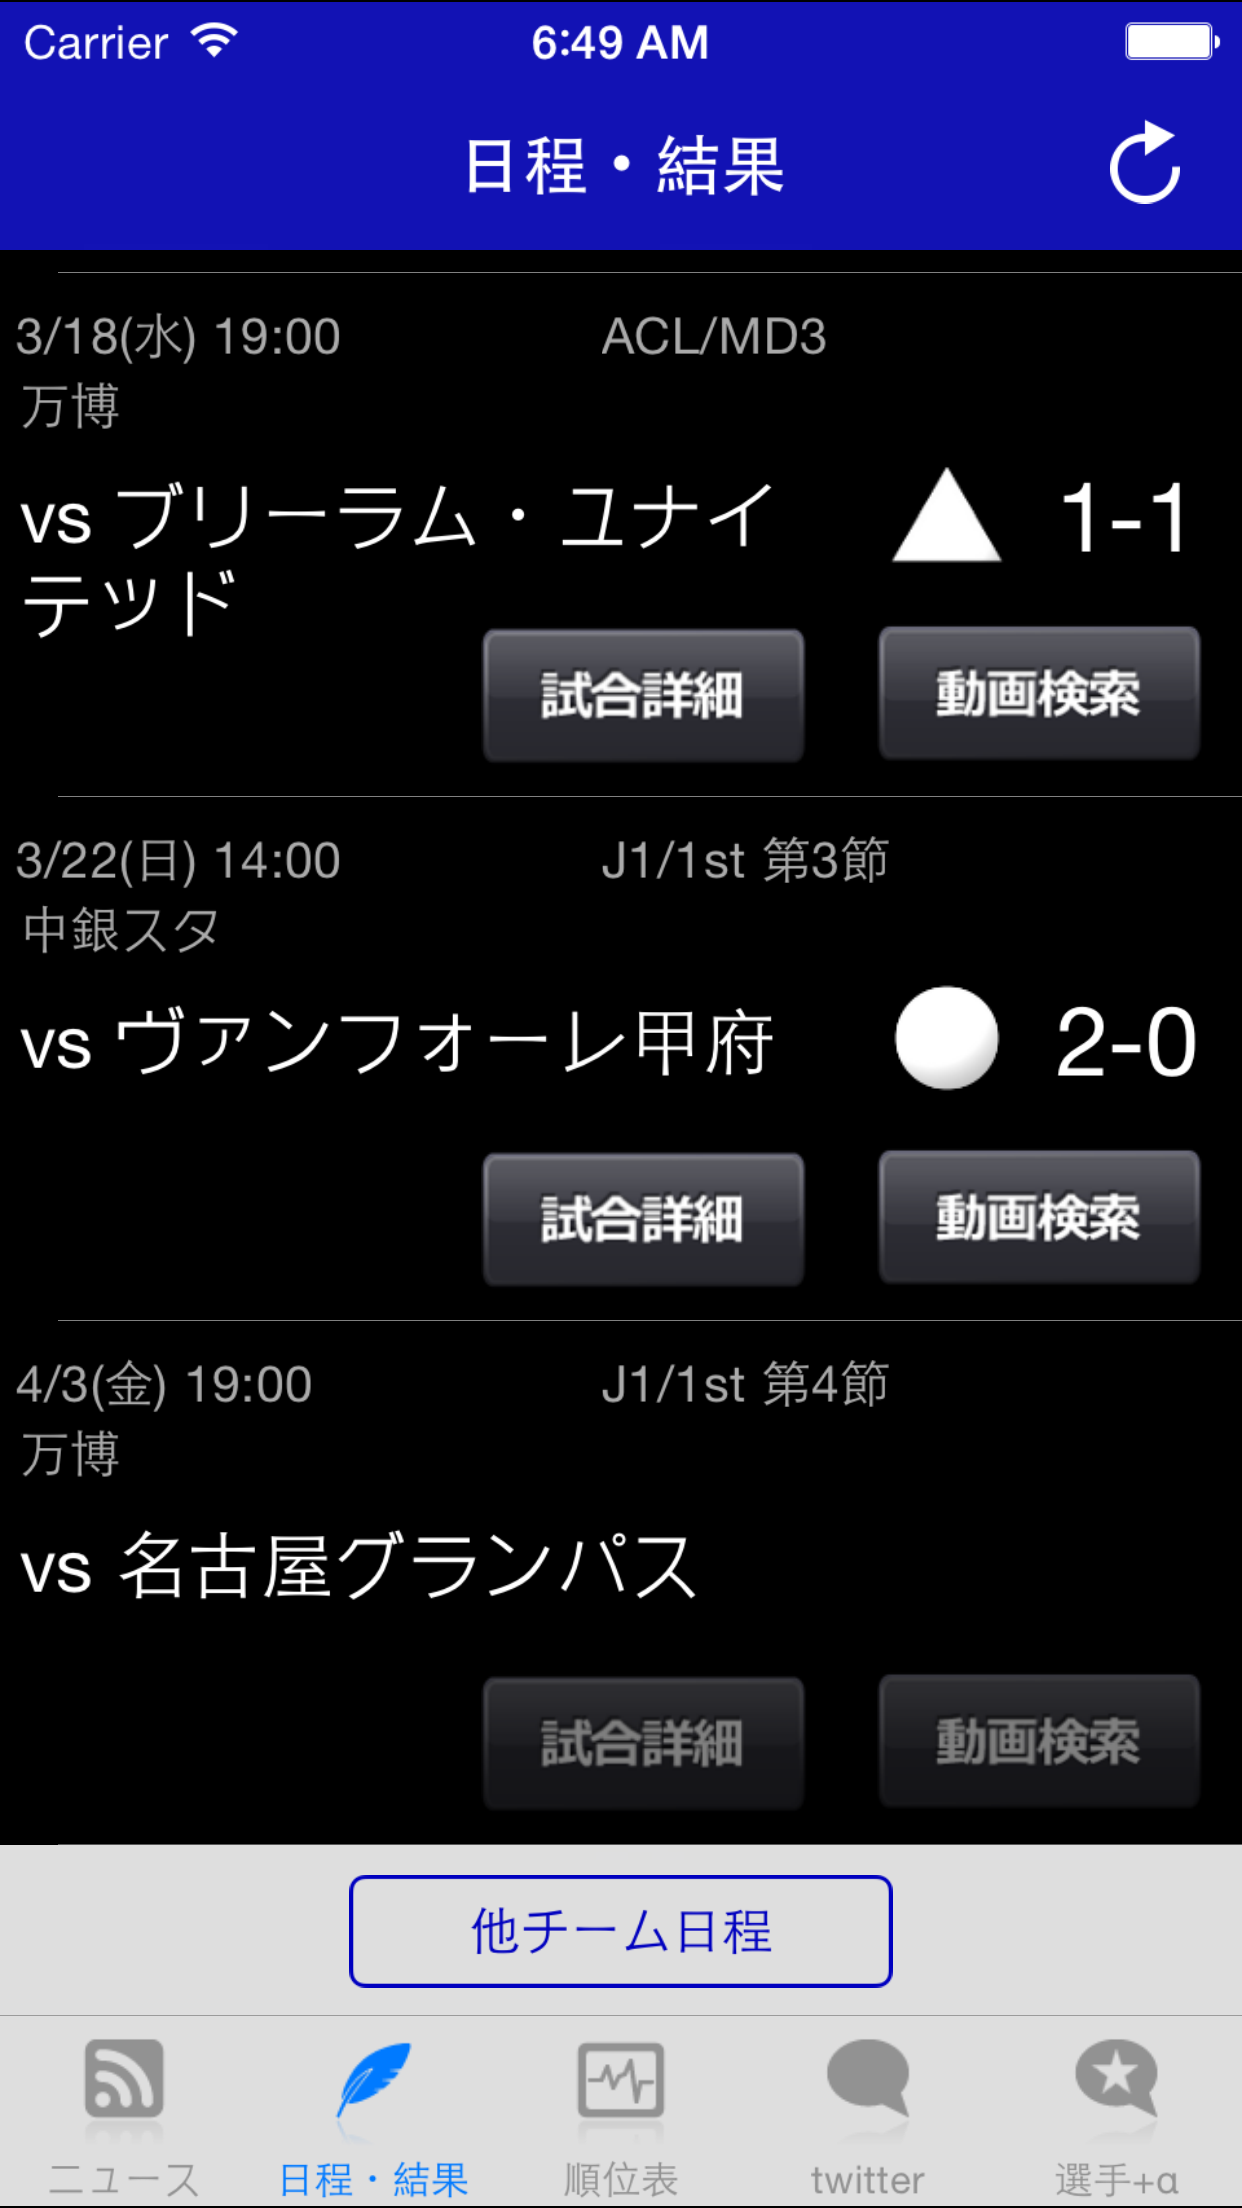 Carrier 6:49 AM
日程・結果
3/18(水) 19:00 ACL/MD3
万博
vs ブリーラム・ユナイ
テッド
1-1
試合詳細 動画検索
3/22(日) 14:00 J1/1st 第3節
中銀スタ
vs ヴァンフォーレ甲府 2-0
試合詳細 動画検索
4/3(金) 19:00 J1/1st 第4節
万博
vs 名古屋グランパス
試合詳細 動画検索
他チーム日程
ニュース 日程・結果 順位表 twitter 選手+α